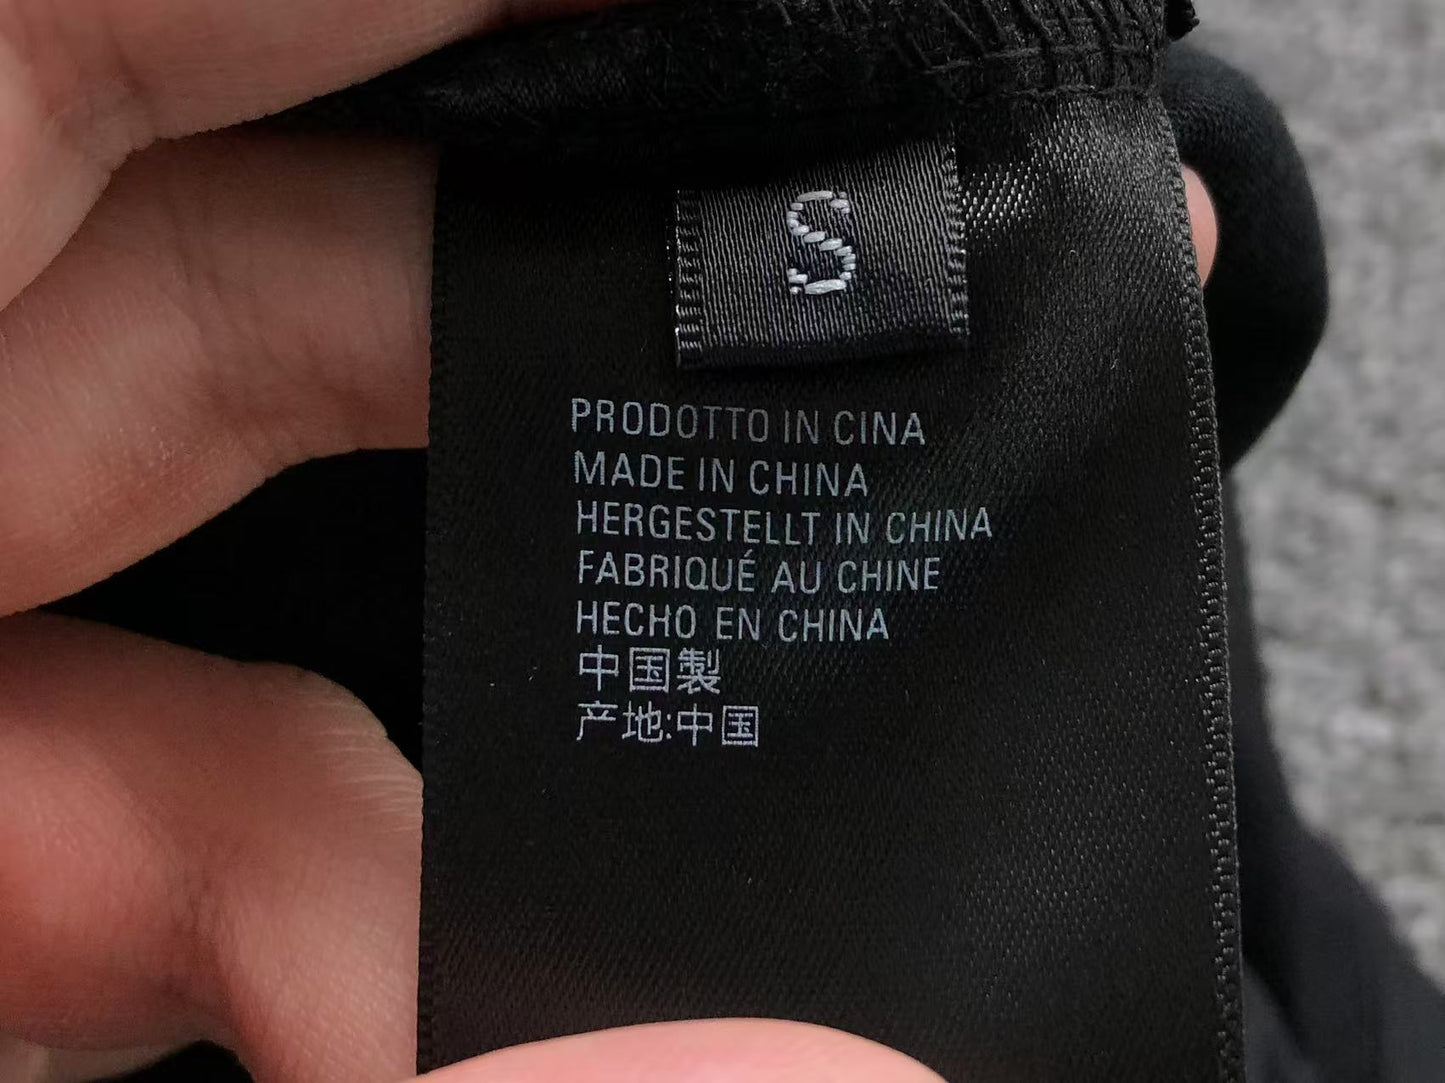 S
PRODOTTO IN CINA
MADE IN CHINA
HERGESTELLT IN CHINA
FABRIQUÉ AU CHINE
HECHO EN CHINA
中国製
产地:中国